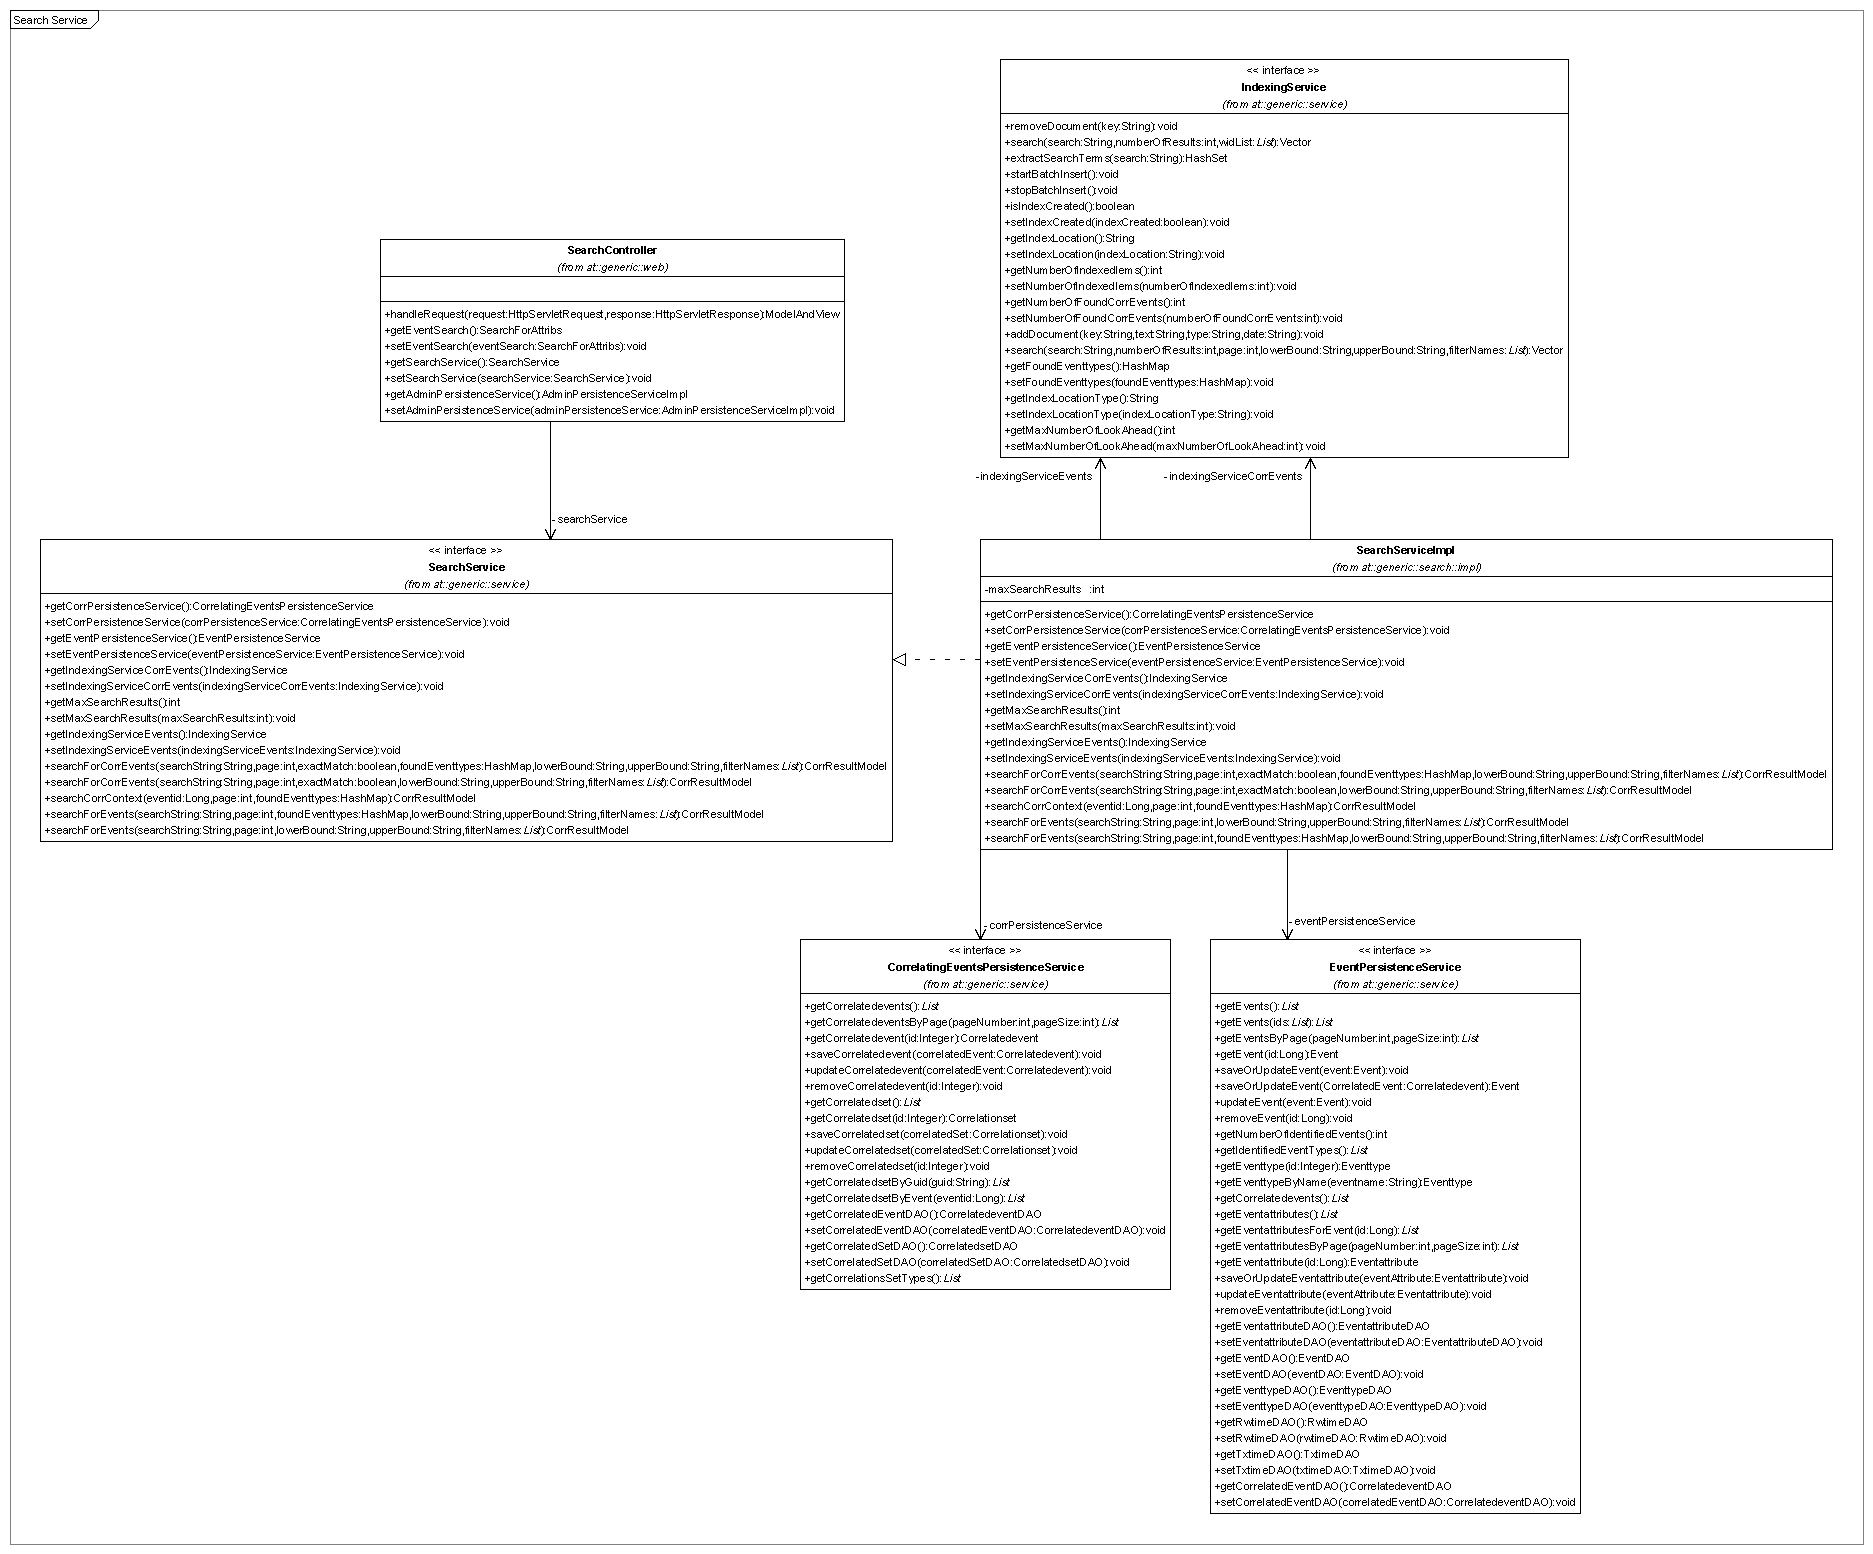 Search Service
<< interface >>
IndexingService
(from at::generic::service)
+removeDocument(key:String):void
+search(search:String,numberOfResults:int,widList: List):Vector
+extractSearchTerms(search:String):HashSet
+startBatchInsert():void
+stopBatchInsert():void
+isIndexCreated():boolean
+setIndexCreated(indexCreated:boolean):void
+getIndexLocation():String
+setIndexLocation(indexLocation:String):void
+getNumberOfIndexedIems():int
+setNumberOfIndexedIems(numberOfIndexedIems:int):void
+getNumberOfFoundCorrEvents():int
+setNumberOfFoundCorrEvents(numberOfFoundCorrEvents:int):void
+addDocument(key:String,text:String,type:String,date:String):void
+search(search:String,numberOfResults:int,page:int,lowerBound:String,upperBound:String,filterNames: List):Vector
+getFoundEventtypes():HashMap
+setFoundEventtypes(foundEventtypes:HashMap):void
+getIndexLocationType():String
+setIndexLocationType(indexLocationType:String):void
+getMaxNumberOfLookAhead():int
+setMaxNumberOfLookAhead(maxNumberOfLookAhead:int):void
SearchController
(from at::generic::web)
+handleRequest(request:HttpServletRequest,response:HttpServletResponse):ModelAndView
+getEventSearch():SearchForAttribs
+setEventSearch(eventSearch:SearchForAttribs):void
+getSearchService():SearchService
+setSearchService(searchService:SearchService):void
+getAdminPersistenceService():AdminPersistenceServiceImpl
+setAdminPersistenceService(adminPersistenceService:AdminPersistenceServiceImpl):void
-indexingServiceEvents
-indexingServiceCorrEvents
- searchService
<< interface >>
SearchService
(from at::generic::service)
+getCorrPersistenceService():CorrelatingEventsPersistenceService
+setCorrPersistenceService(corrPersistenceService:CorrelatingEventsPersistenceService):void
+getEventPersistenceService():EventPersistenceService
+setEventPersistenceService(eventPersistenceService:EventPersistenceService):void
+getIndexingServiceCorrEvents():IndexingService
+setIndexingServiceCorrEvents(indexingServiceCorrEvents:IndexingService):void
+getMaxSearchResults():int
+setMaxSearchResults(maxSearchResults:int):void
+getIndexingServiceEvents():IndexingService
+setIndexingServiceEvents(indexingServiceEvents:IndexingService):void
+searchForCorrEvents(searchString:String,page:int,exactMatch:boolean,foundEventtypes:HashMap,lowerBound:String,upperBound:String,filterNames: List):CorrResultModel
+searchForCorrEvents(searchString:String,page:int,exactMatch:boolean,lowerBound:String,upperBound:String,filterNames: List):CorrResultModel
+searchCorrContext(eventid:Long,page:int,foundEventtypes:HashMap):CorrResultModel
+searchForEvents(searchString:String,page:int,foundEventtypes:HashMap,lowerBound:String,upperBound:String,filterNames: List):CorrResultModel
+searchForEvents(searchString:String,page:int,lowerBound:String,upperBound:String,filterNames: List):CorrResultModel
SearchServiceImpl
(from at::generic::search::impl)
-maxSearchResults :int
+getCorrPersistenceService():CorrelatingEventsPersistenceService
+setCorrPersistenceService(corrPersistenceService:CorrelatingEventsPersistenceService):void
+getEventPersistenceService():EventPersistenceService
+setEventPersistenceService(eventPersistenceService:EventPersistenceService):void
+getIndexingServiceCorrEvents():IndexingService
+setIndexingServiceCorrEvents(indexingServiceCorrEvents:IndexingService):void
+getMaxSearchResults():int
+setMaxSearchResults(maxSearchResults:int):void
+getIndexingServiceEvents():IndexingService
+setIndexingServiceEvents(indexingServiceEvents:IndexingService):void
+searchForCorrEvents(searchString:String,page:int,exactMatch:boolean,foundEventtypes:HashMap,lowerBound:String,upperBound:String,filterNames: List):CorrResultModel
+searchForCorrEvents(searchString:String,page:int,exactMatch:boolean,lowerBound:String,upperBound:String,filterNames: List):CorrResultModel
+searchCorrContext(eventid:Long,page:int,foundEventtypes:HashMap):CorrResultModel
+searchForEvents(searchString:String,page:int,lowerBound:String,upperBound:String,filterNames: List):CorrResultModel
+searchForEvents(searchString:String,page:int,foundEventtypes:HashMap,lowerBound:String,upperBound:String,filterNames: List):CorrResultModel
- corrPersistenceService
- eventPersistenceService
<< interface >>
CorrelatingEventsPersistenceService
(from at::generic::service)
+getCorrelatedevents(): List
+getCorrelatedeventsByPage(pageNumber:int,pageSize:int): List
+getCorrelatedevent(id:Integer):Correlatedevent
+saveCorrelatedevent(correlatedEvent:Correlatedevent):void
+updateCorrelatedevent(correlatedEvent:Correlatedevent):void
+removeCorrelatedevent(id:Integer):void
+getCorrelatedset(): List
+getCorrelatedset(id:Integer):Correlationset
+saveCorrelatedset(correlatedSet:Correlationset):void
+updateCorrelatedset(correlatedSet:Correlationset):void
+removeCorrelatedset(id:Integer):void
+getCorrelatedsetByGuid(guid:String): List
+getCorrelatedsetByEvent(eventid:Long): List
+getCorrelatedEventDAO():CorrelatedeventDAO
+setCorrelatedEventDAO(correlatedEventDAO:CorrelatedeventDAO):void
+getCorrelatedSetDAO():CorrelatedsetDAO
+setCorrelatedSetDAO(correlatedSetDAO:CorrelatedsetDAO):void
+getCorrelationsSetTypes(): List
<< interface >>
EventPersistenceService
(from at::generic::service)
+getEvents(): List
+getEvents(ids: List): List
+getEventsByPage(pageNumber:int,pageSize:int): List
+getEvent(id:Long):Event
+saveOrUpdateEvent(event:Event):void
+saveOrUpdateEvent(CorrelatedEvent:Correlatedevent):Event
+updateEvent(event:Event):void
+removeEvent(id:Long):void
+getNumberOfIdentifiedEvents():int
+getIdentifiedEventTypes(): List
+getEventtype(id:Integer):Eventtype
+getEventtypeByName(eventname:String):Eventtype
+getCorrelatedevents(): List
+getEventattributes(): List
+getEventattributesForEvent(id:Long): List
+getEventattributesByPage(pageNumber:int,pageSize:int): List
+getEventattribute(id:Long):Eventattribute
+saveOrUpdateEventattribute(eventAttribute:Eventattribute):void
+updateEventattribute(eventAttribute:Eventattribute):void
+removeEventattribute(id:Long):void
+getEventattributeDAO():EventattributeDAO
+setEventattributeDAO(eventattributeDAO:EventattributeDAO):void
+getEventDAO():EventDAO
+setEventDAO(eventDAO:EventDAO):void
+getEventtypeDAO():EventtypeDAO
+setEventtypeDAO(eventtypeDAO:EventtypeDAO):void
+getRwtimeDAO():RwtimeDAO
+setRwtimeDAO(rwtimeDAO:RwtimeDAO):void
+getTxtimeDAO():TxtimeDAO
+setTxtimeDAO(txtimeDAO:TxtimeDAO):void
+getCorrelatedEventDAO():CorrelatedeventDAO
+setCorrelatedEventDAO(correlatedEventDAO:CorrelatedeventDAO):void